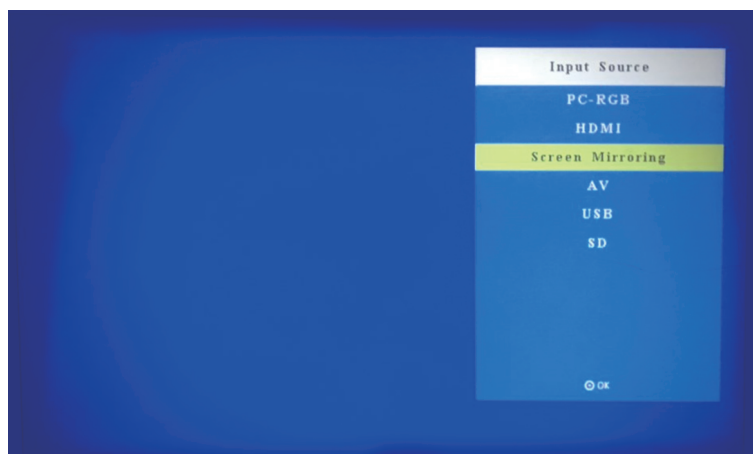 Input Source
PC-RGB
HDMI
Screen Mirroring
AV
USB
SD
OK